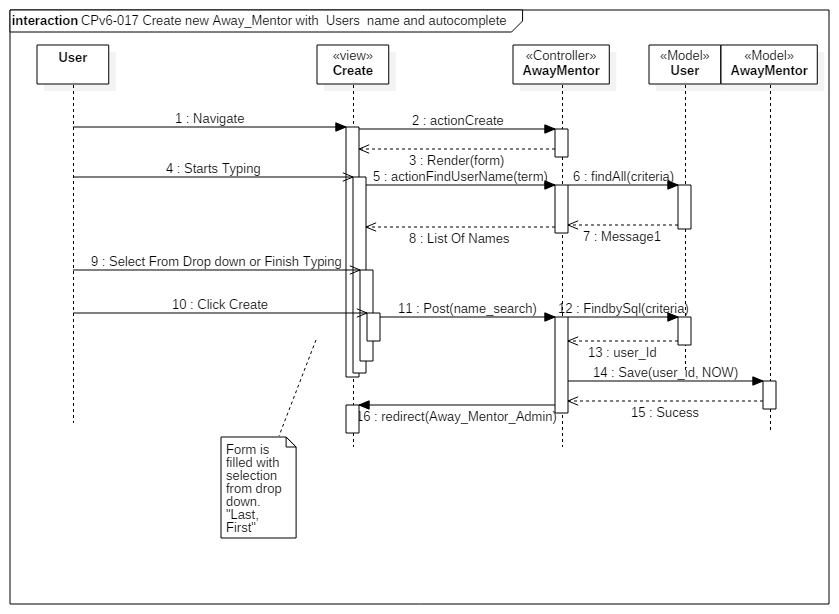 interaction CPv6-017 Create new Away_Mentor with Users name and autocomplete
User
«view»
Create
«Controller»
AwayMentor
«Model»
User
«Model»
AwayMentor
1 : Navigate
2 : actionCreate
3 : Render(form)
4 : Starts Typing
5 : actionFindUserName(term)
6 : findAll(criteria)
7 : Message1
8 : List Of Names
9 : Select From Drop down or Finish Typing
10 : Click Create
11 : Post(name_search)
12 : FindbySql(criteria)
13 : user_Id
14 : Save(user_id, NOW)
15 : Sucess
16 : redirect(Away_Mentor_Admin)
Form is
filled with
selection
from drop
down.
"Last,
First"